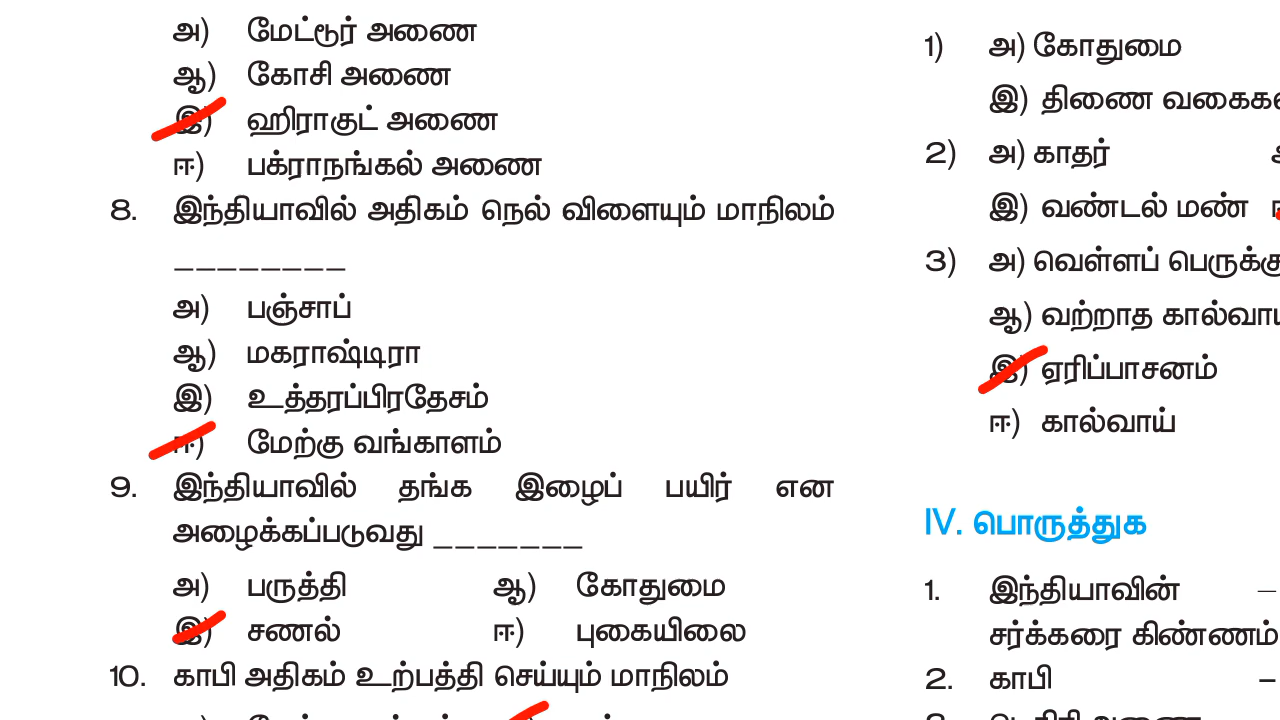 அ) மேட்டூர் அணை
ஆ) கோசி அணை
இ) ஹிராகுட் அணை
ஈ) பக்ராநங்கல் அணை
8. இந்தியாவில் அதிகம் நெல் விளையும் மாநிலம்
________
அ) பஞ்சாப்
ஆ) மகராஷ்டிரா
இ) உத்தரப்பிரதேசம்
ஈ) மேற்கு வங்காளம்
9. இந்தியாவில் தங்க இழைப் பயிர் என
அழைக்கப்படுவது _______
அ) பருத்தி ஆ) கோதுமை
இ) சணல் ஈ) புகையிலை
10. காபி அதிகம் உற்பத்தி செய்யும் மாநிலம்
1) அ) கோதுமை
இ) திணை
2) அ) காதர்
இ) வண்டல் மண்
3) அ) வெள்ளப்
ஆ) வற்றாத
இ) ஏரிப்பாசனம்
ஈ) கால்வாய்
IV. பொருத்துக
1. இந்தியாவின் –
சர்க்கரை கிண்ணம்
2. காபி –